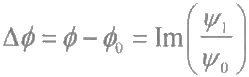 Δϕ = ϕ − ϕ₀ = Im(ψ₁/ψ₀)